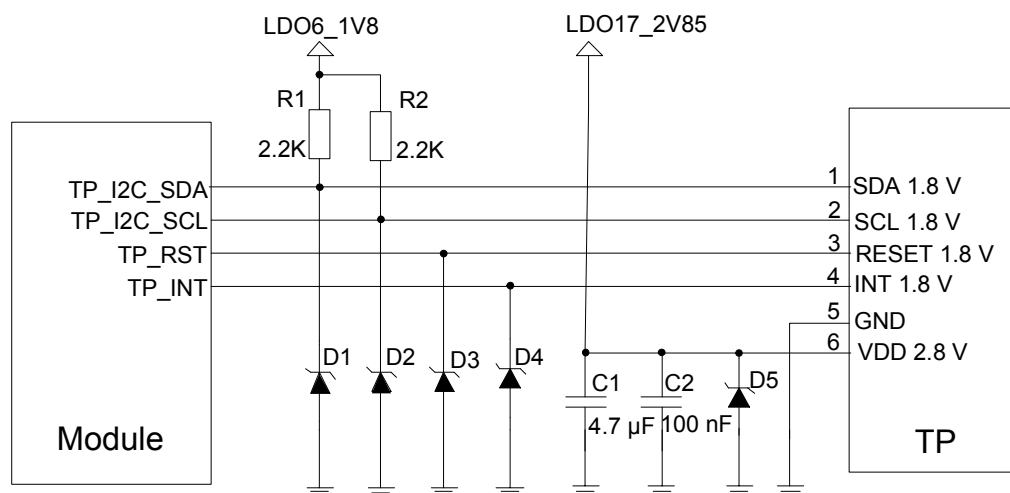 LDO6_1V8
LDO17_2V85
R1
R2
2.2K
2.2K
TP_I2C_SDA
TP_I2C_SCL
TP_RST
TP_INT
1
SDA 1.8 V
2
SCL 1.8 V
3
RESET 1.8 V
4
INT 1.8 V
5
GND
6
VDD 2.8 V
D1
D2
D3
D4
C1
C2
D5
4.7 µF
100 nF
Module
TP